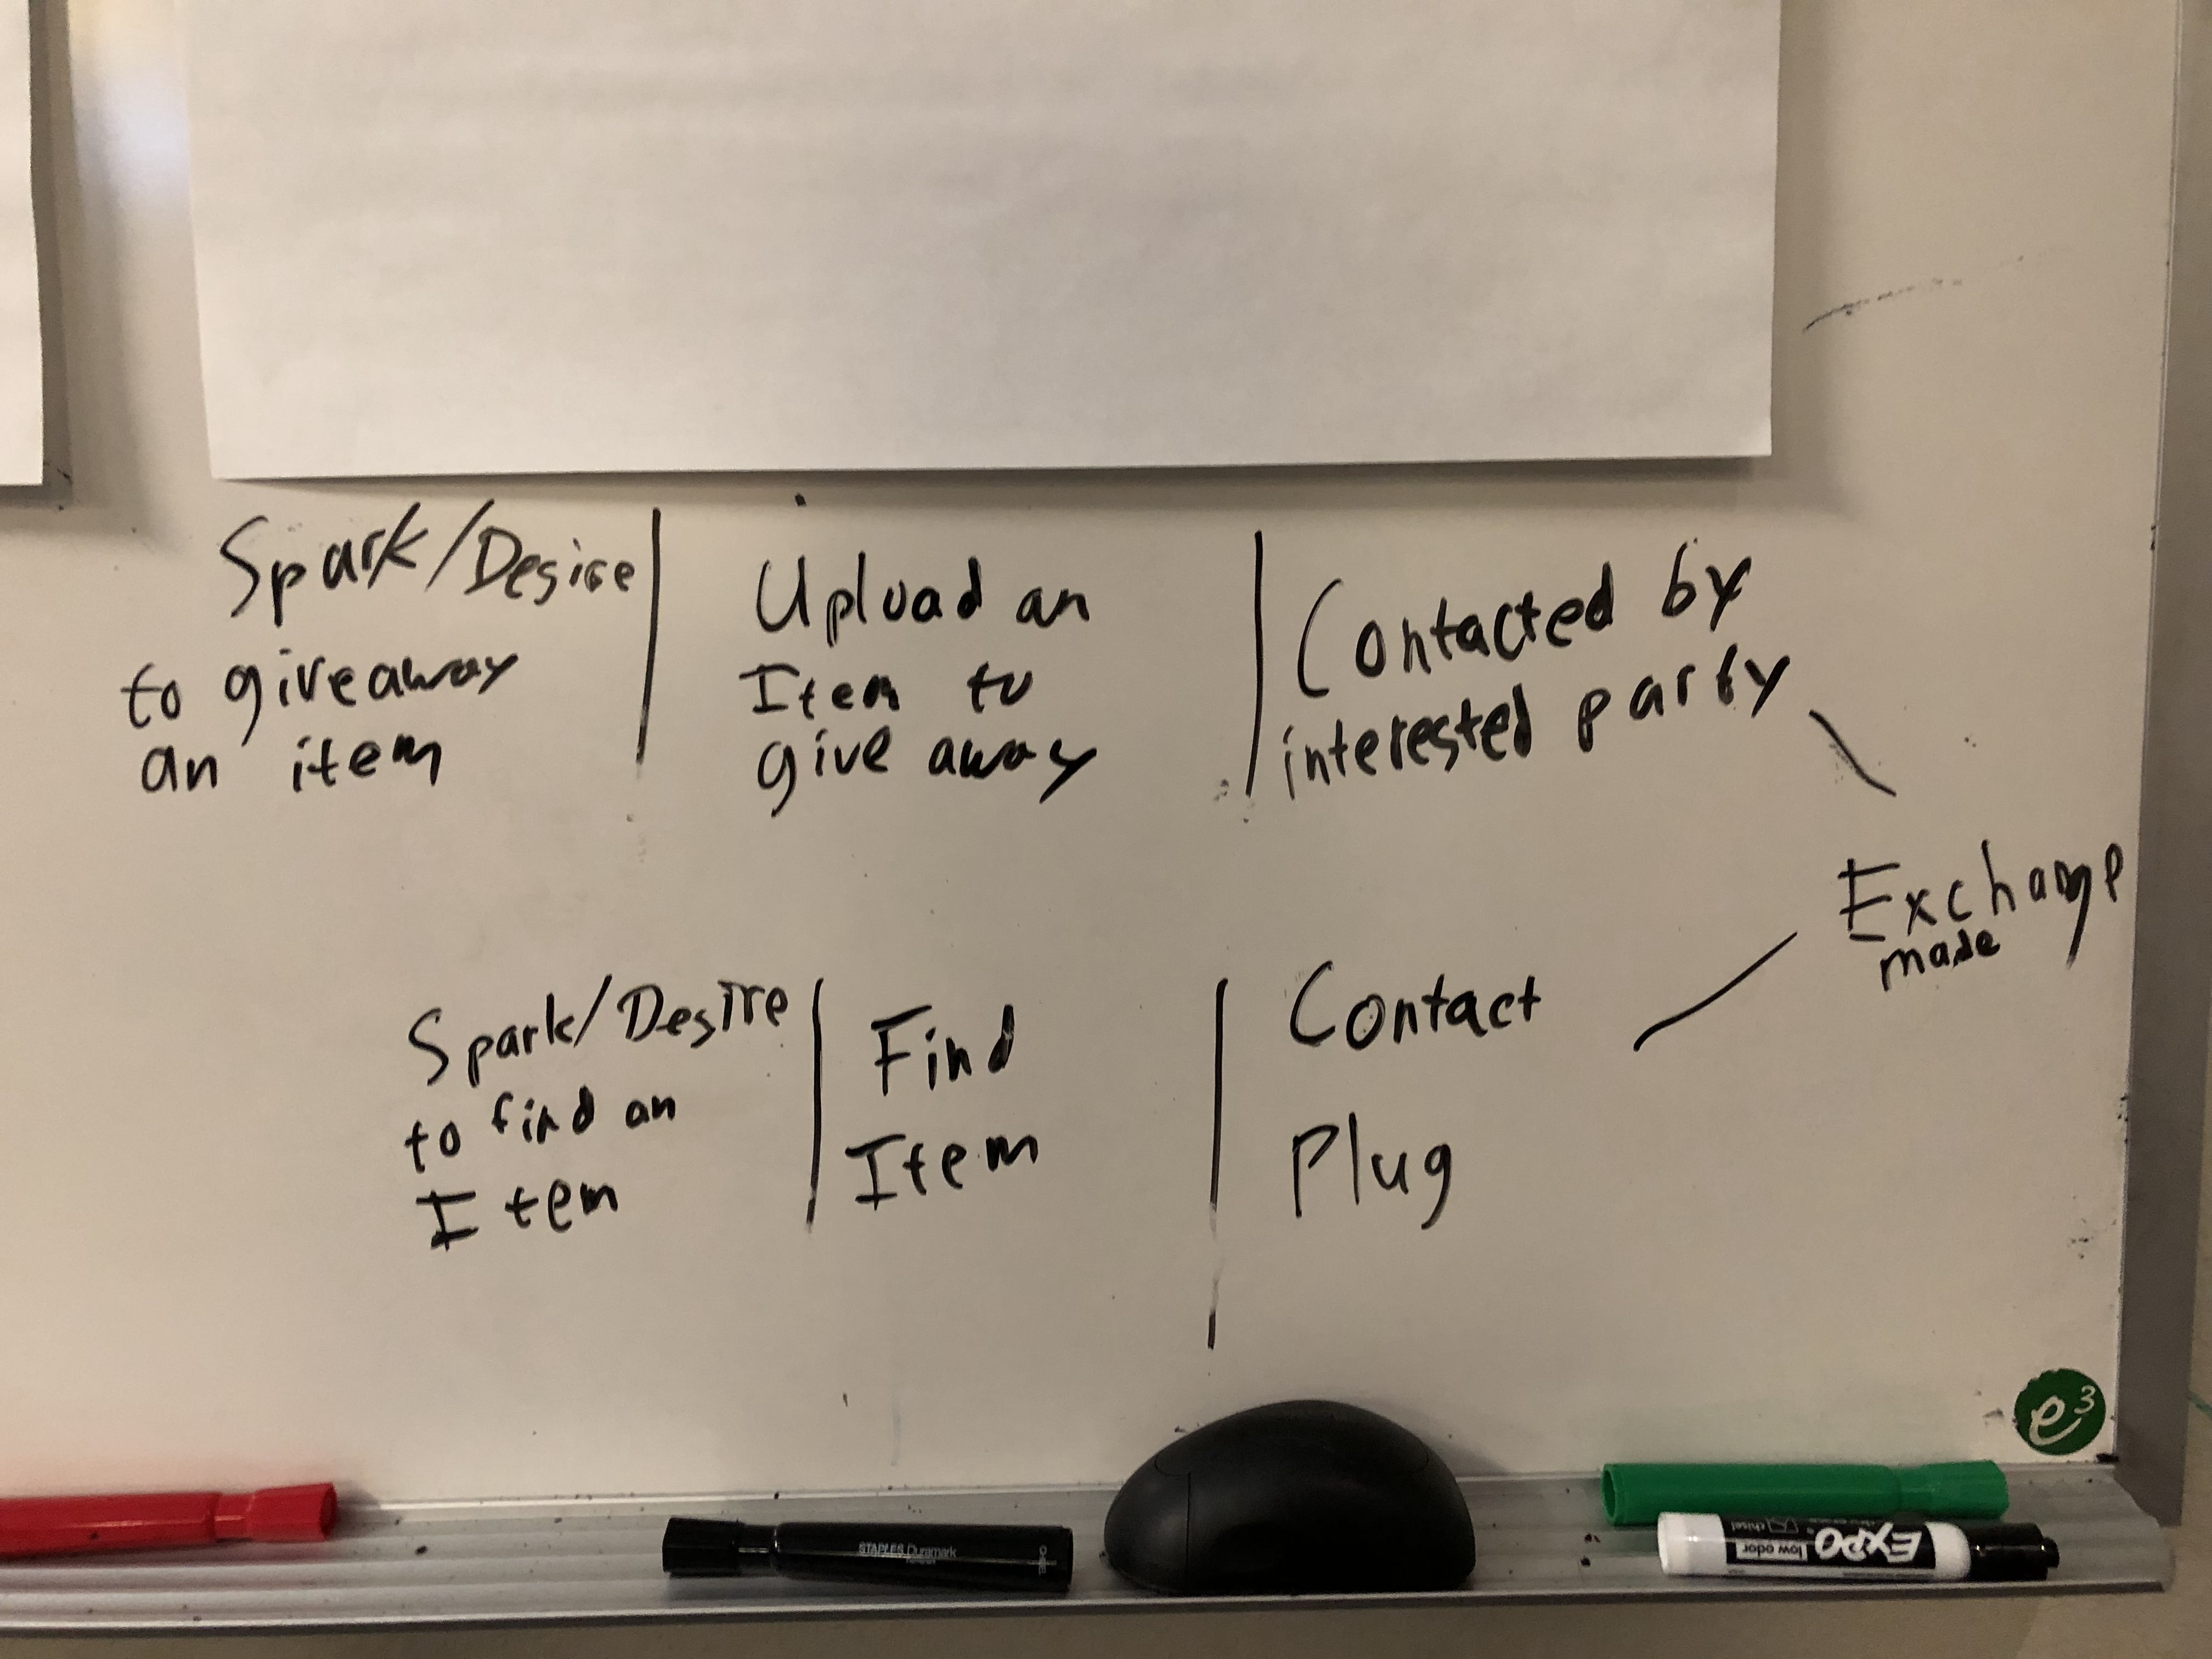 Spark/Desire
to giveaway
an item
Upload an
Item to
give away
Contacted by
interested party
Exchange
made
Spark/Desire
to find an
Item
Find
Item
Contact
Plug
e³
STAPLES Duramark
EXPO
low odor
chisel